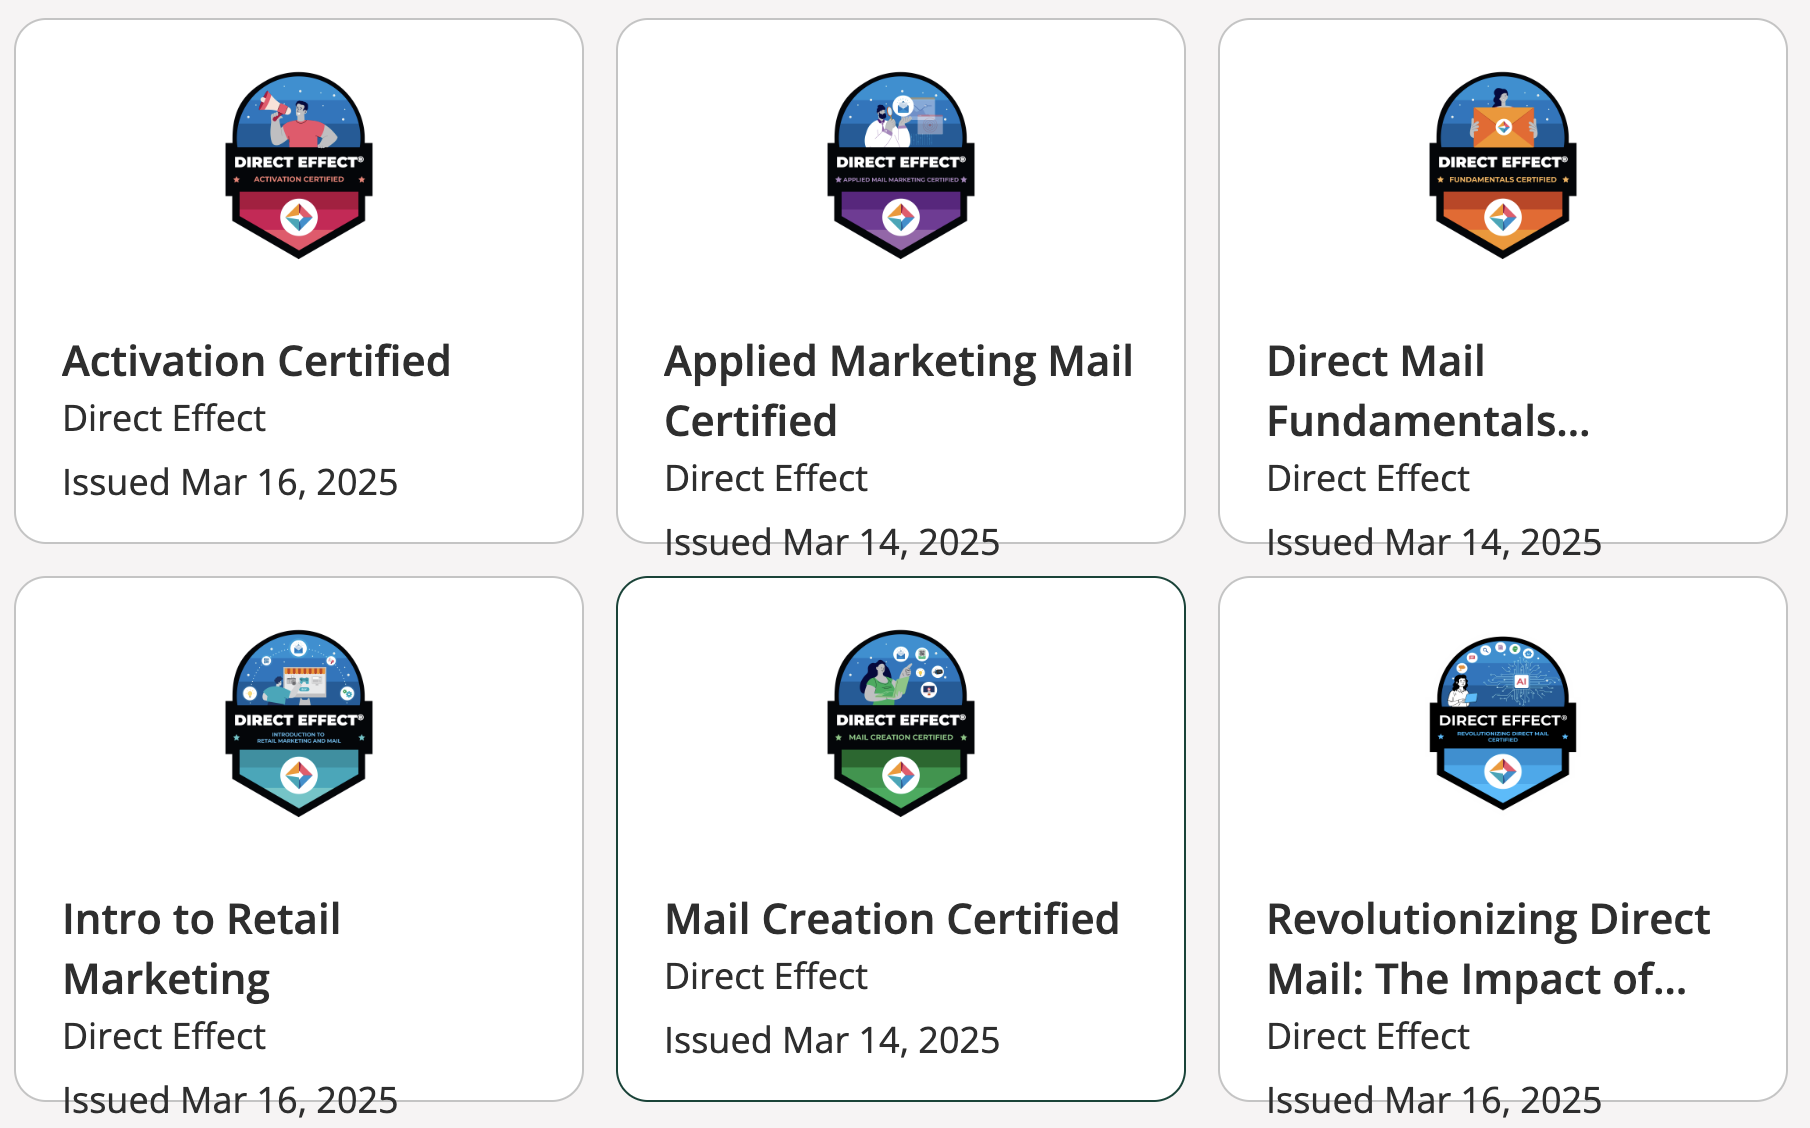 DIRECT EFFECT®
ACTIVATION CERTIFIED
Activation Certified
Direct Effect
Issued Mar 16, 2025
DIRECT EFFECT®
APPLIED MAIL MARKETING CERTIFIED
Applied Marketing Mail
Certified
Direct Effect
Issued Mar 14, 2025
DIRECT EFFECT®
FUNDAMENTALS CERTIFIED
Direct Mail
Fundamentals...
Direct Effect
Issued Mar 14, 2025
DIRECT EFFECT®
INTRODUCTION TO
RETAIL MARKETING AND MAIL
Intro to Retail
Marketing
Direct Effect
Issued Mar 16, 2025
DIRECT EFFECT®
MAIL CREATION CERTIFIED
Mail Creation Certified
Direct Effect
Issued Mar 14, 2025
AI
DIRECT EFFECT®
REVOLUTIONIZING DIRECT MAIL
CERTIFIED
Revolutionizing Direct
Mail: The Impact of...
Direct Effect
Issued Mar 16, 2025